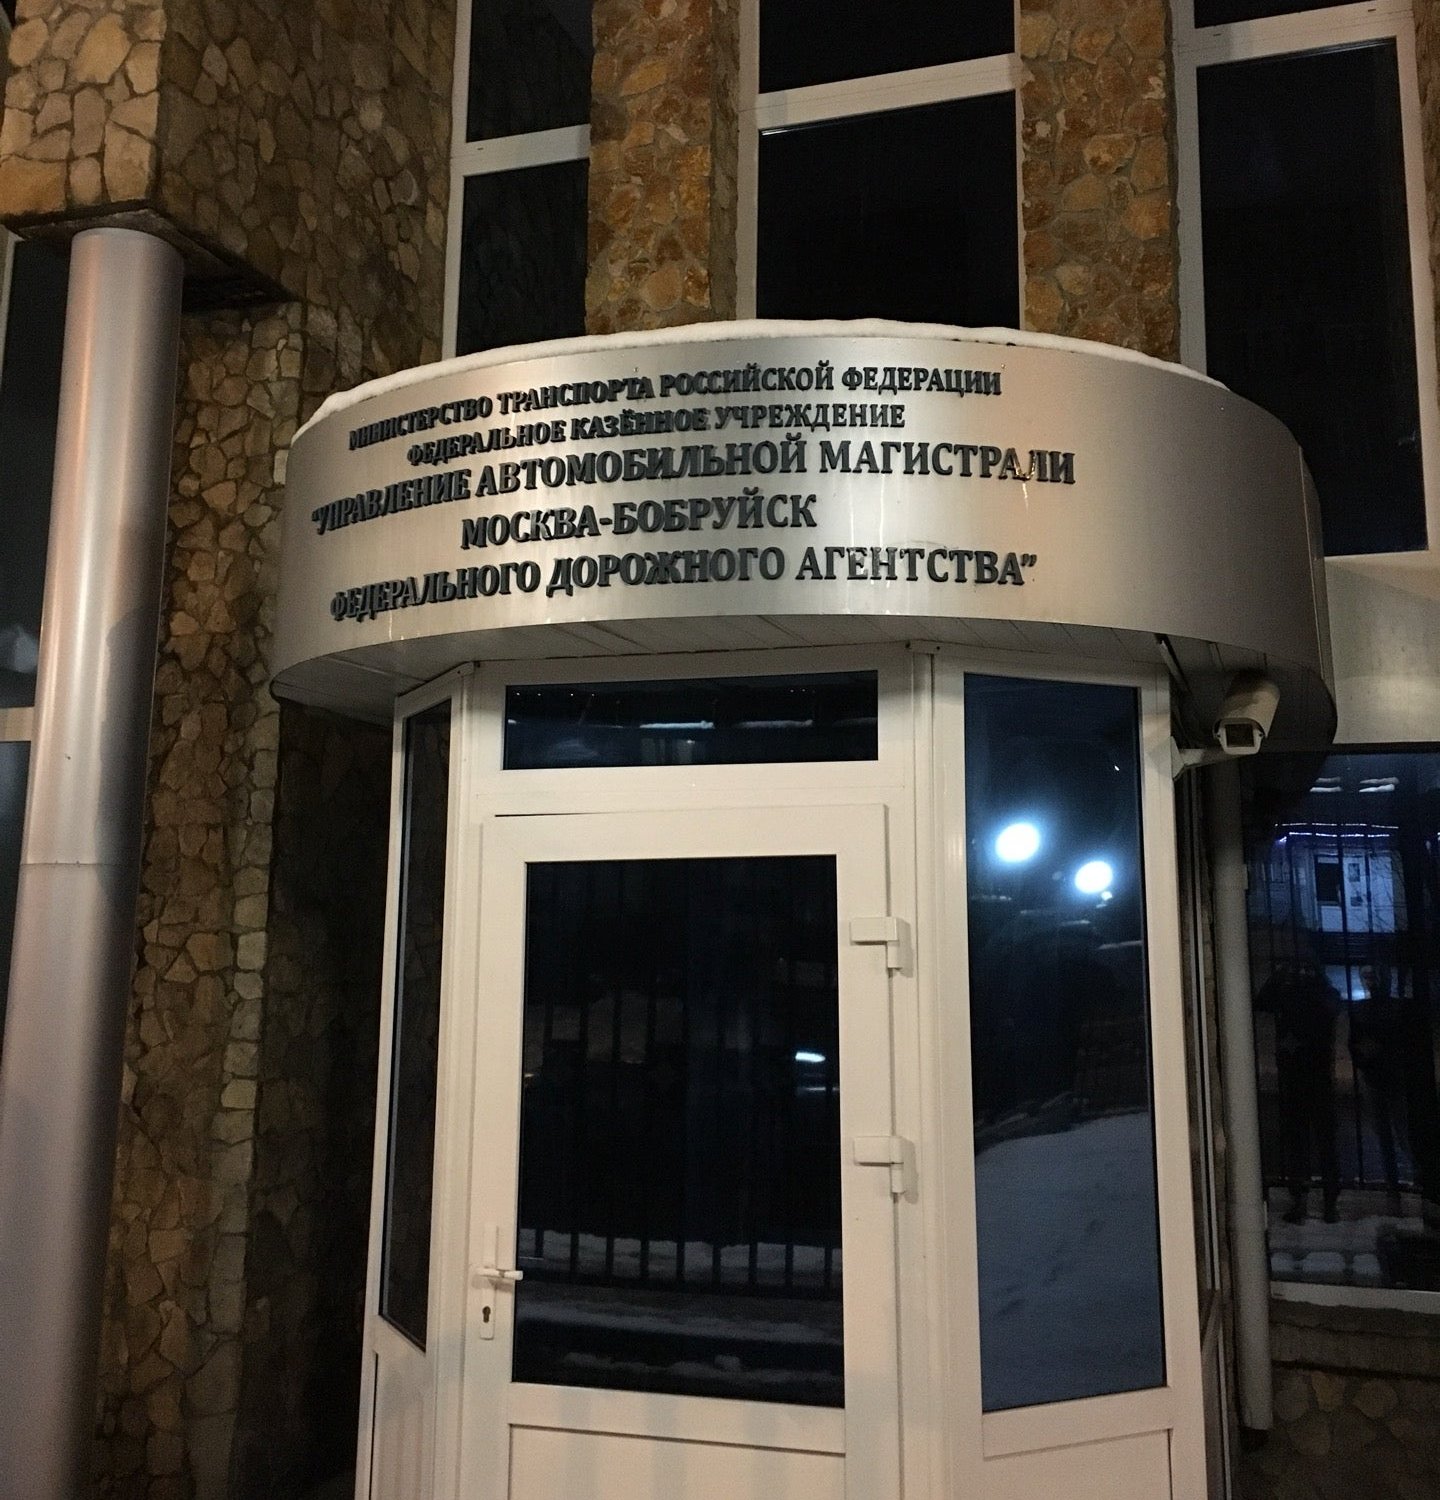 МИНИСТЕРСТВО ТРАНСПОРТА РОССИЙСКОЙ ФЕДЕРАЦИИ
ФЕДЕРАЛЬНОЕ КАЗЁННОЕ УЧРЕЖДЕНИЕ
"УПРАВЛЕНИЕ АВТОМОБИЛЬНОЙ МАГИСТРАЛИ
МОСКВА-БОБРУЙСК
ФЕДЕРАЛЬНОГО ДОРОЖНОГО АГЕНТСТВА"